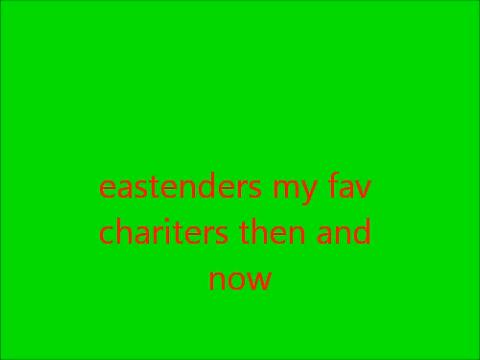 eastenders my fav
chariters then and
now